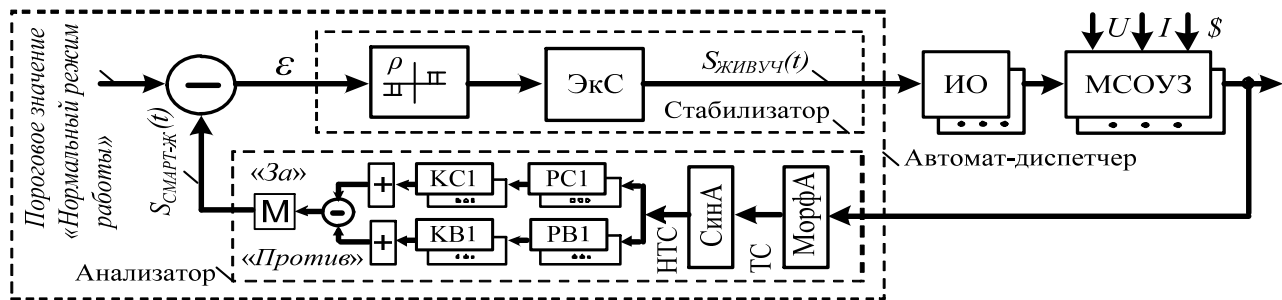 Пороговое значение
«Нормальный режим
работы»
−
ε
ρ
ЭкС
S_ЖИВУЧ(t)
Стабилизатор
ИО
U I $
МСОУЗ
Автомат-диспетчер
S_СМАРТ-Ж(t)
«За»
М
−
+
КС1
РС1
+
КВ1
РВ1
«Против»
НТС
СинА
ТС
МорфА
Анализатор